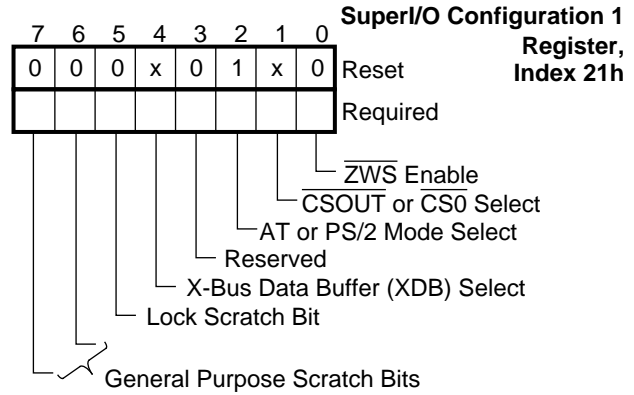 SuperI/O Configuration 1
Register,
Index 21h
7 6 5 4 3 2 1 0
0 0 0 x 0 1 x 0 Reset
Required
ZWS Enable
CSOUT or CS0 Select
AT or PS/2 Mode Select
Reserved
X-Bus Data Buffer (XDB) Select
Lock Scratch Bit
General Purpose Scratch Bits